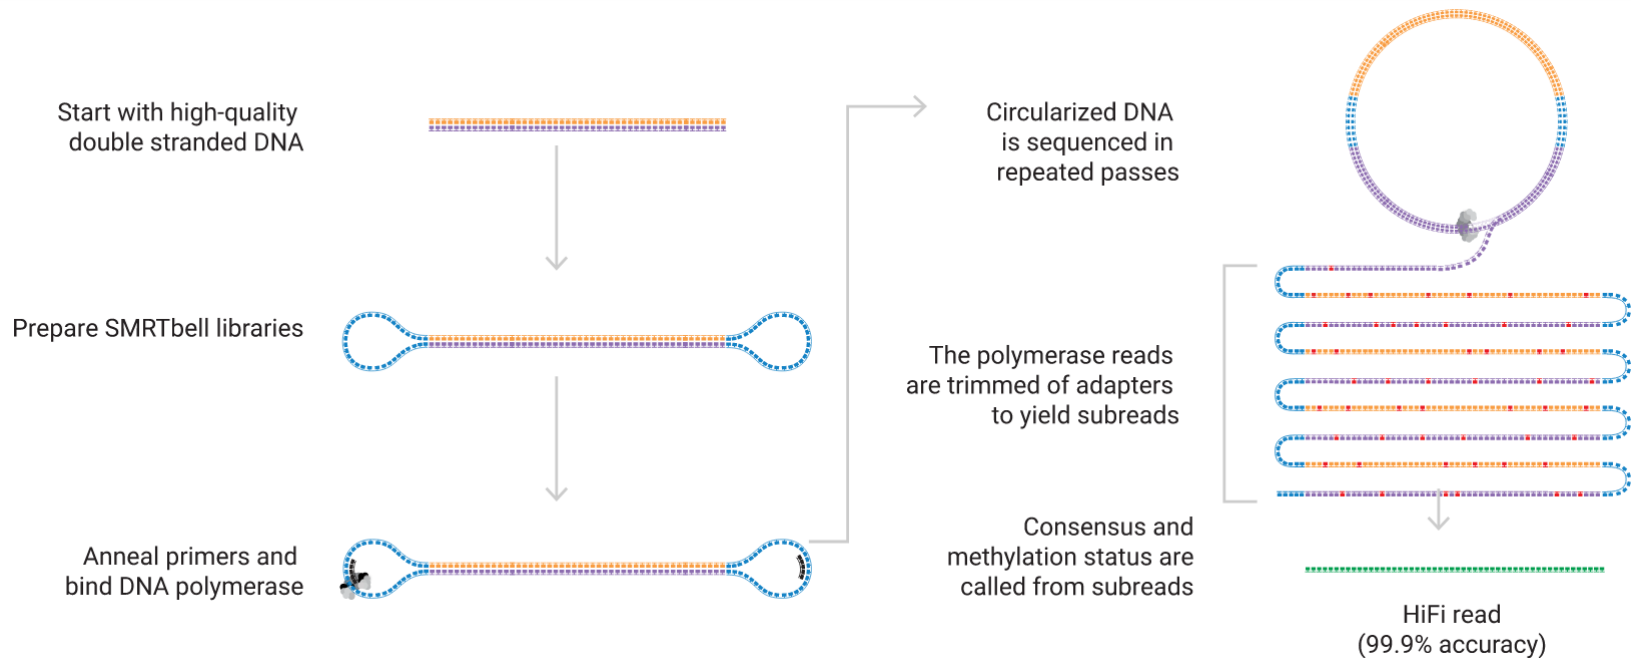 Start with high-quality
double stranded DNA
Prepare SMRTbell libraries
Anneal primers and
bind DNA polymerase
Circularized DNA
is sequenced in
repeated passes
The polymerase reads
are trimmed of adapters
to yield subreads
Consensus and
methylation status are
called from subreads
HiFi read
(99.9% accuracy)